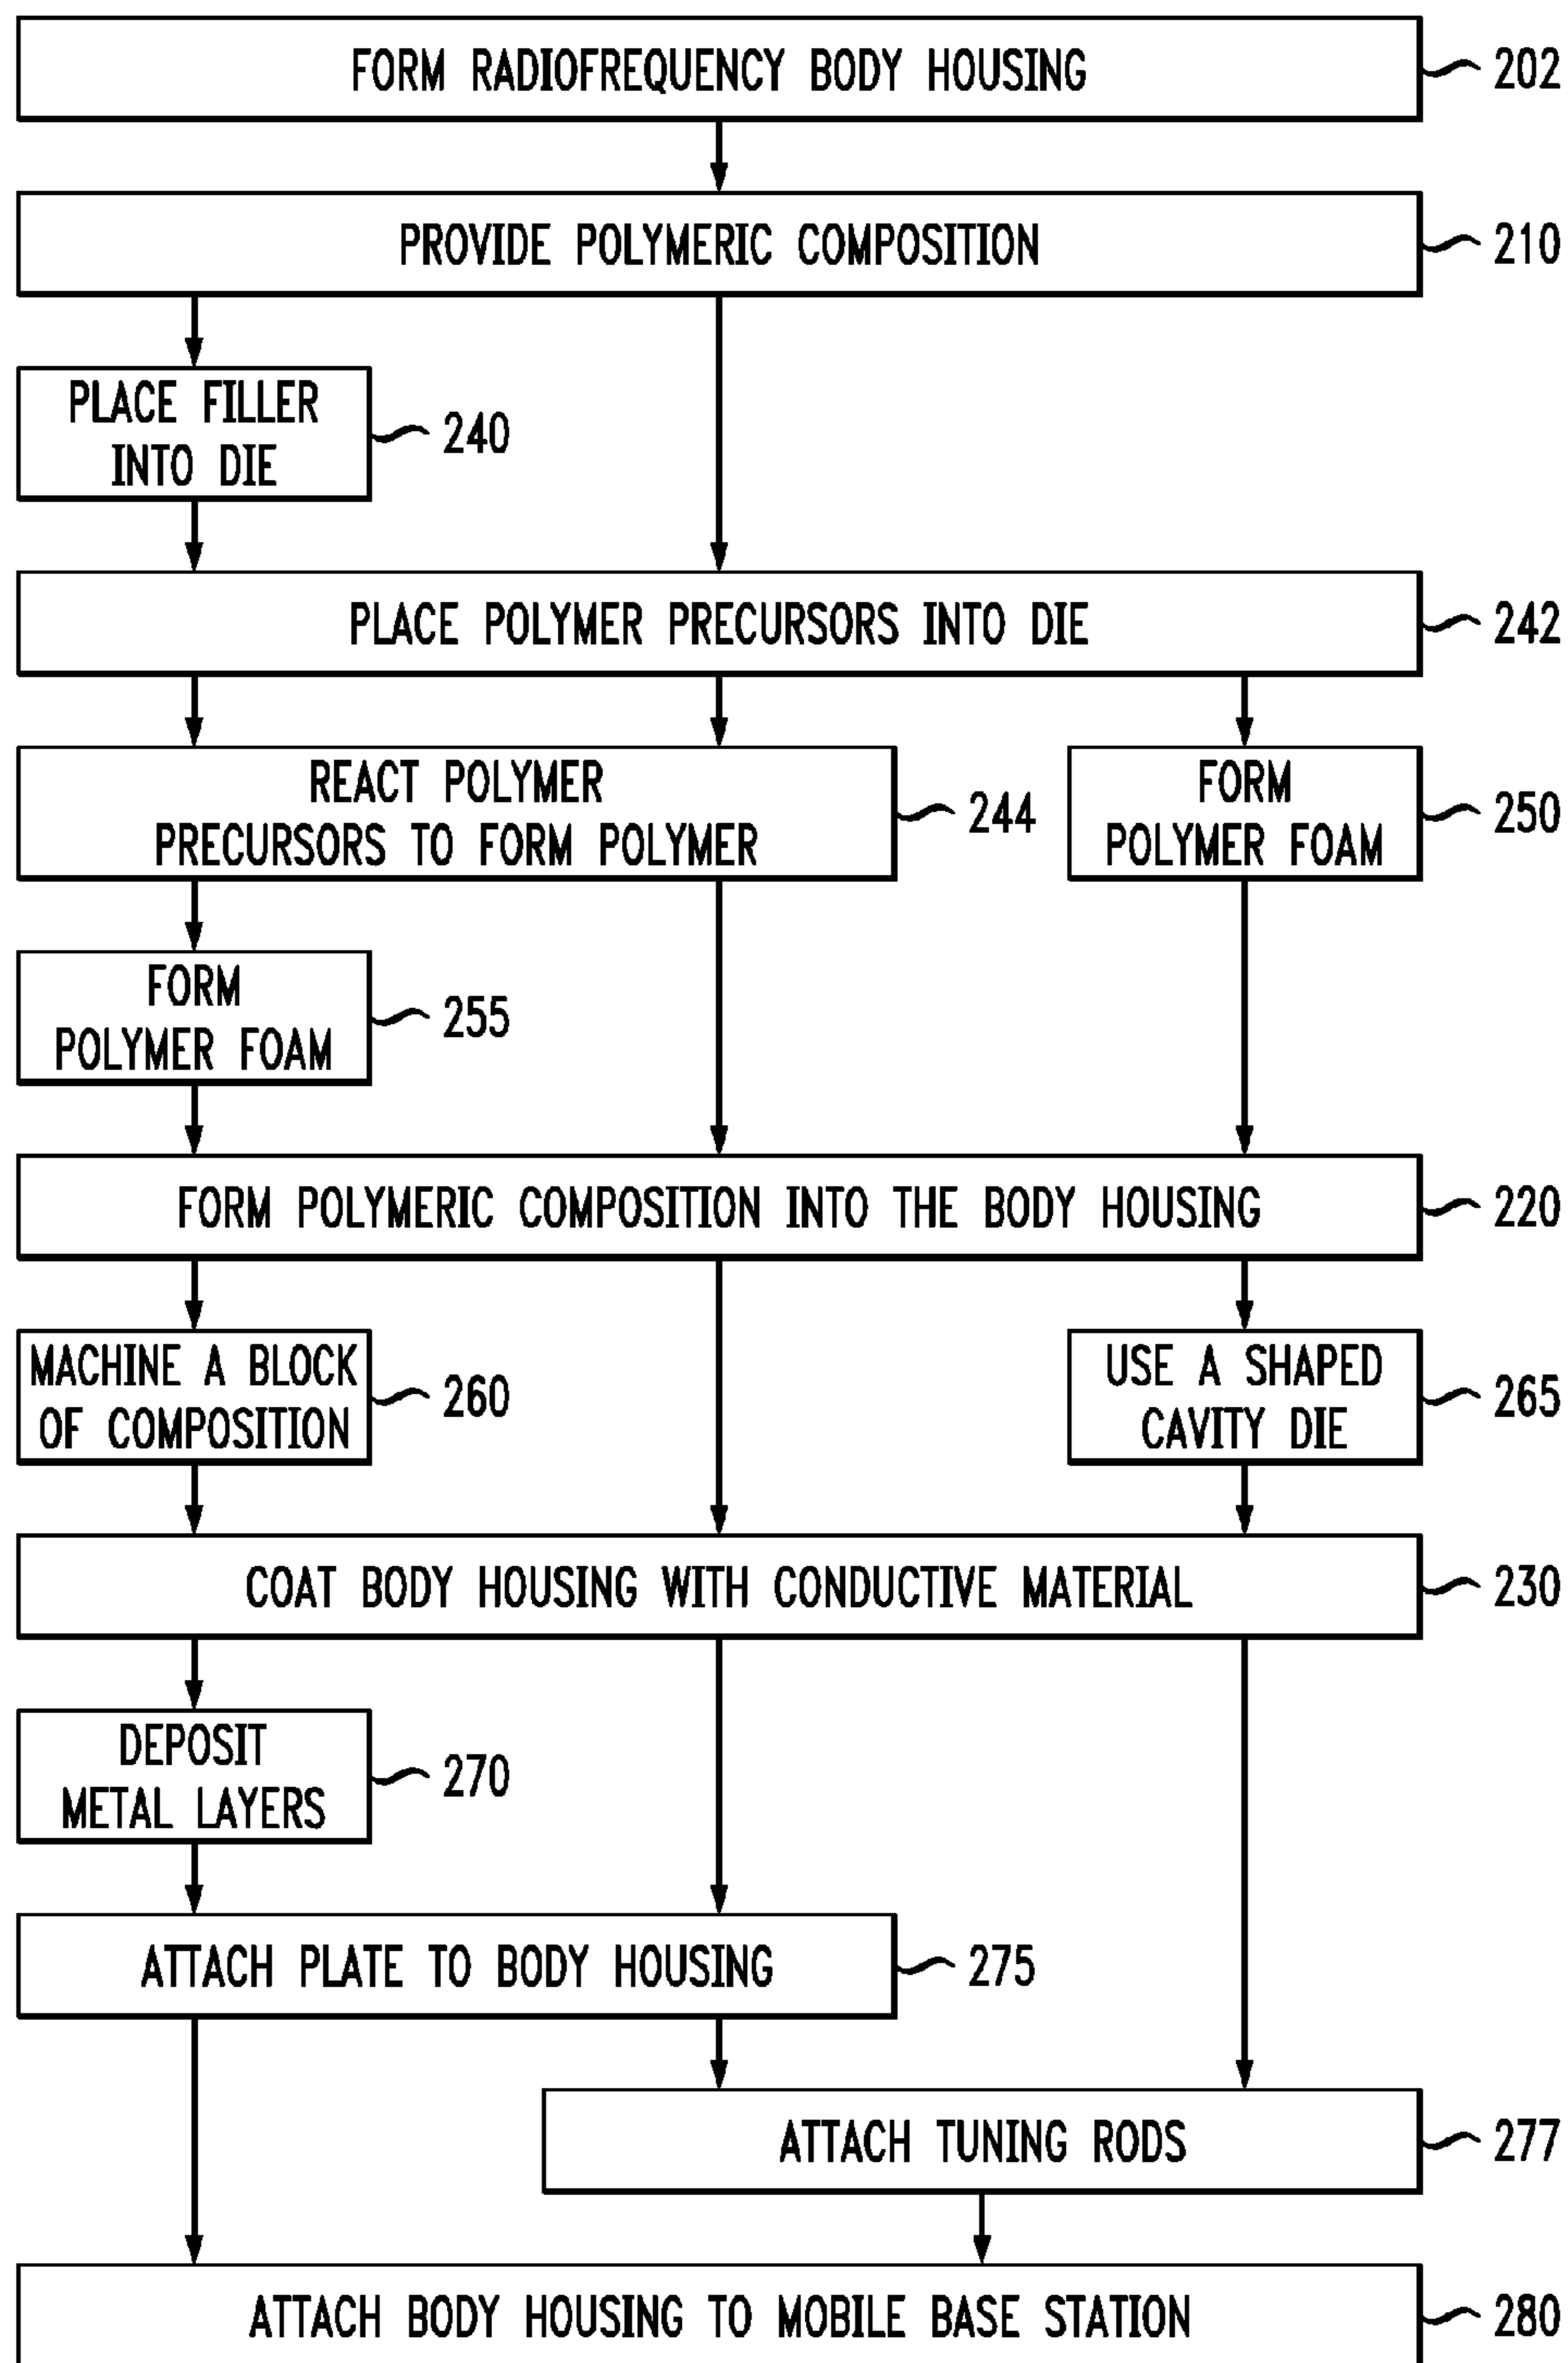 FORM RADIOFREQUENCY BODY HOUSING
202
PROVIDE POLYMERIC COMPOSITION
210
PLACE FILLER
INTO DIE
240
PLACE POLYMER PRECURSORS INTO DIE
242
REACT POLYMER
PRECURSORS TO FORM POLYMER
244
FORM
POLYMER FOAM
250
FORM
POLYMER FOAM
255
FORM POLYMERIC COMPOSITION INTO THE BODY HOUSING
220
MACHINE A BLOCK
OF COMPOSITION
260
USE A SHAPED
CAVITY DIE
265
COAT BODY HOUSING WITH CONDUCTIVE MATERIAL
230
DEPOSIT
METAL LAYERS
270
ATTACH PLATE TO BODY HOUSING
275
ATTACH TUNING RODS
277
ATTACH BODY HOUSING TO MOBILE BASE STATION
280